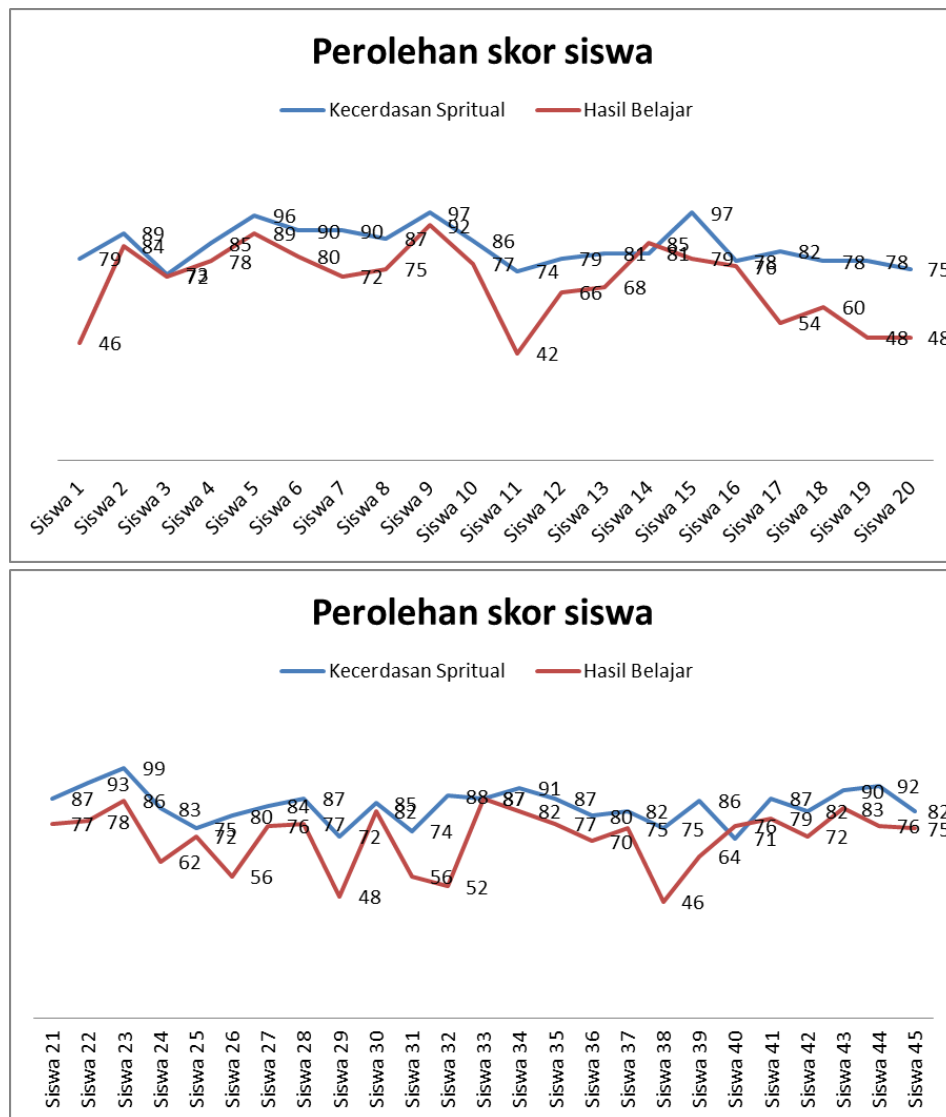 Perolehan skor siswa
Kecerdasan Spritual
Hasil Belajar
79 89 73 85 96 90 90 87 97 86 74 79 81 81 97 78 82 78 78 75
46 84 72 78 89 80 72 75 92 77 42 66 68 85 79 76 54 60 48 48
Siswa 1
Siswa 2
Siswa 3
Siswa 4
Siswa 5
Siswa 6
Siswa 7
Siswa 8
Siswa 9
Siswa 10
Siswa 11
Siswa 12
Siswa 13
Siswa 14
Siswa 15
Siswa 16
Siswa 17
Siswa 18
Siswa 19
Siswa 20
Perolehan skor siswa
Kecerdasan Spritual
Hasil Belajar
87 93 99 83 75 80 84 87 72 85 74 88 87 91 87 80 82 75 86 71 87 82 90 92 82
77 78 86 62 72 56 76 77 48 82 56 52 87 82 77 70 75 46 64 76 79 72 83 76 75
Siswa 21
Siswa 22
Siswa 23
Siswa 24
Siswa 25
Siswa 26
Siswa 27
Siswa 28
Siswa 29
Siswa 30
Siswa 31
Siswa 32
Siswa 33
Siswa 34
Siswa 35
Siswa 36
Siswa 37
Siswa 38
Siswa 39
Siswa 40
Siswa 41
Siswa 42
Siswa 43
Siswa 44
Siswa 45